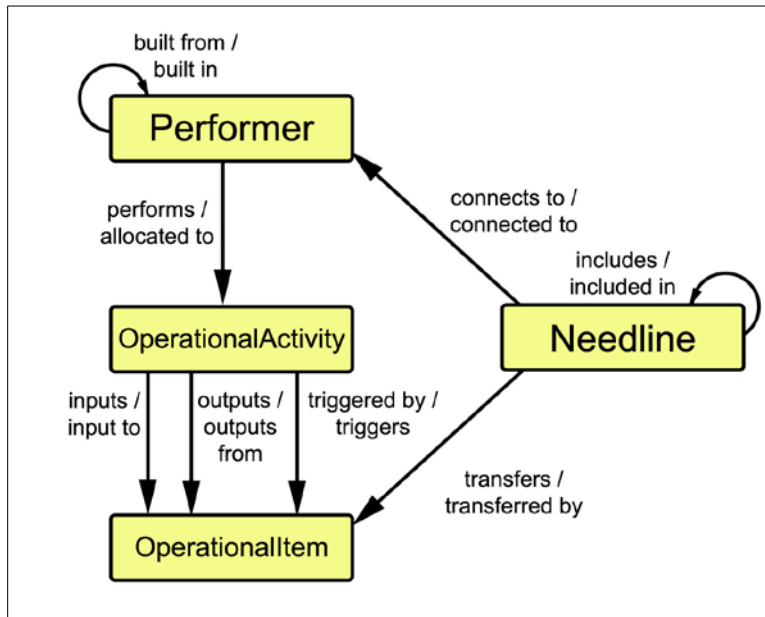 built from /
built in
Performer
performs /
allocated to
connects to /
connected to
includes /
included in
OperationalActivity
Needline
inputs /
input to
outputs /
outputs
from
triggered by /
triggers
transfers /
transferred by
OperationalItem